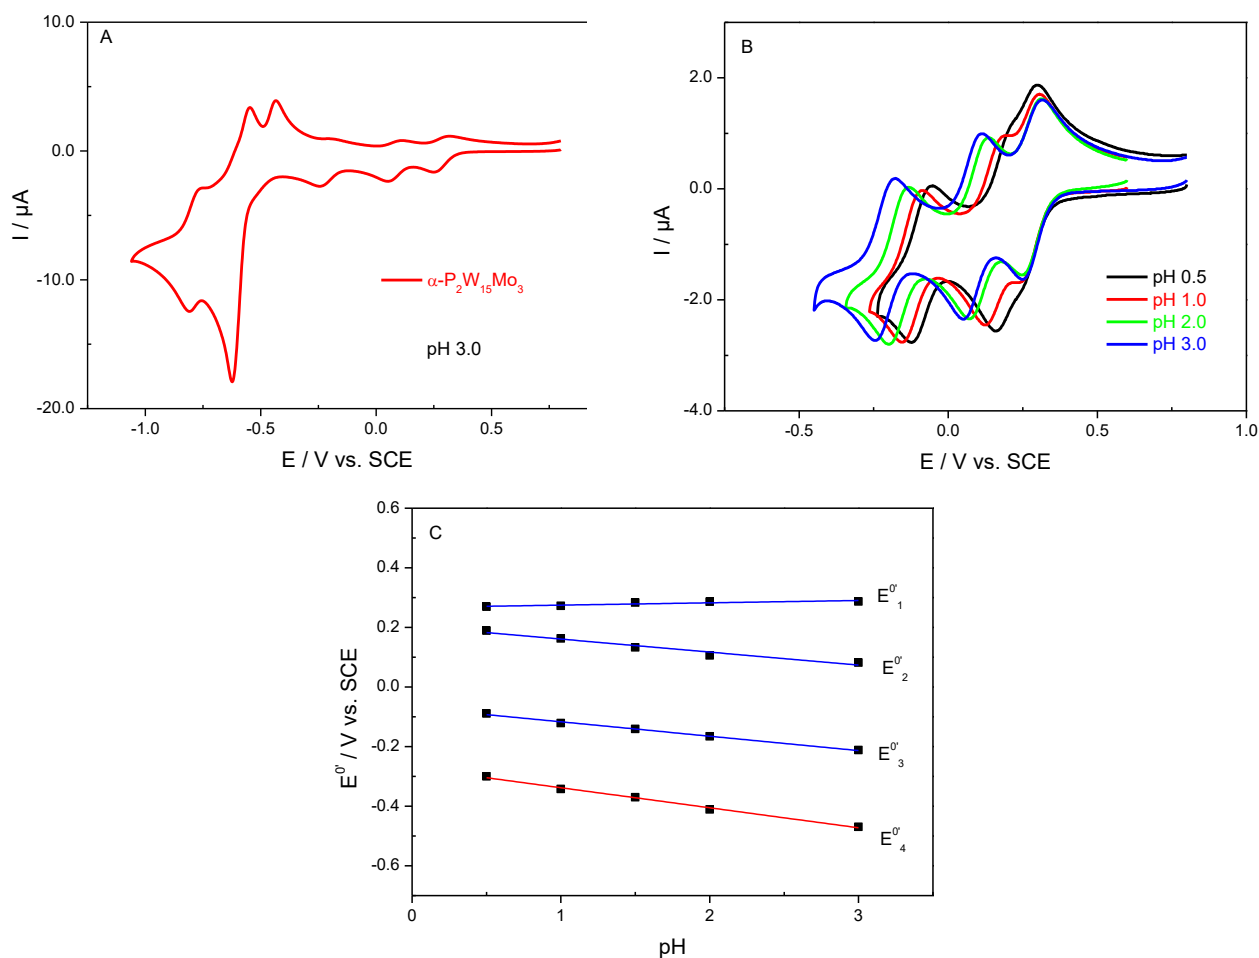 A
10.0
0.0
-10.0
-20.0
I / µA
α-P₂W₁₅Mo₃
pH 3.0
-1.0 -0.5 0.0 0.5
E / V vs. SCE
B
2.0
0.0
-2.0
-4.0
I / µA
pH 0.5
pH 1.0
pH 2.0
pH 3.0
-0.5 0.0 0.5 1.0
E / V vs. SCE
C
0.6
0.4
0.2
0.0
-0.2
-0.4
-0.6
E⁰' / V vs. SCE
E⁰'₁
E⁰'₂
E⁰'₃
E⁰'₄
0 1 2 3
pH